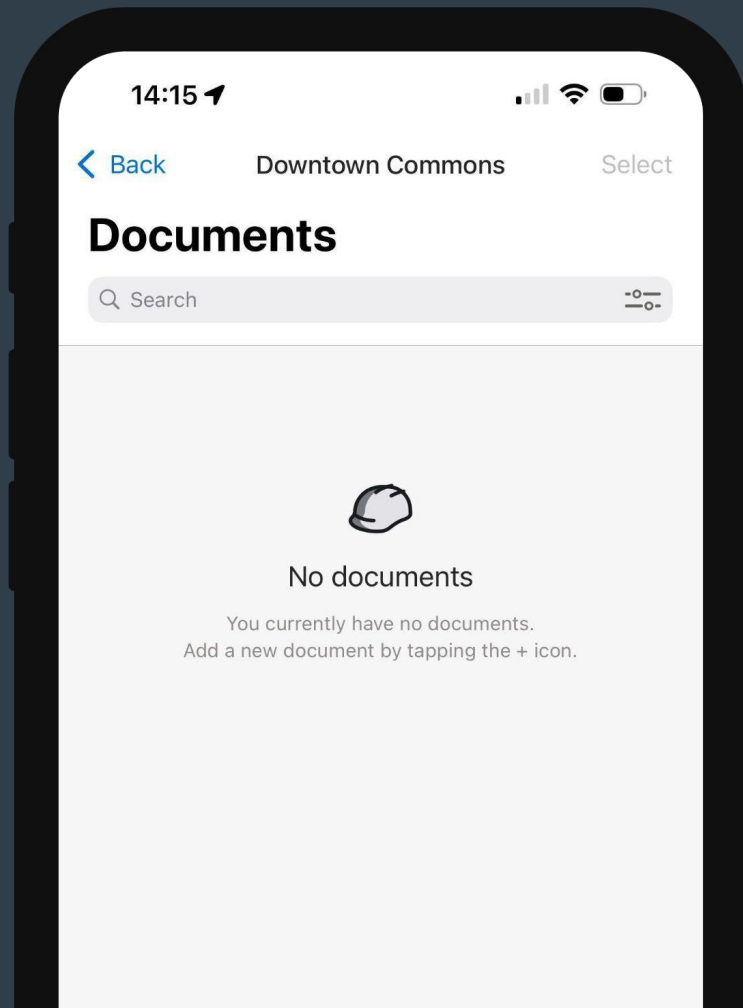 14:15
Back Downtown Commons Select
Documents
Search
No documents
You currently have no documents.
Add a new document by tapping the + icon.